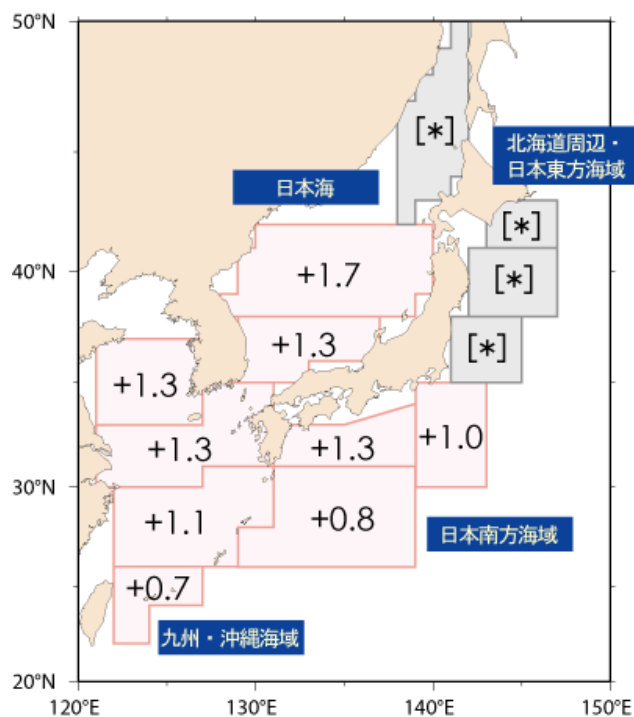 50°N
[*]
北海道周辺・
日本東方海域
日本海
[*]
40°N
+1.7
[*]
+1.3
[*]
+1.3
+1.3
+1.3
+1.0
30°N
+1.1
+0.8
日本南方海域
+0.7
九州・沖縄海域
20°N
120°E
130°E
140°E
150°E